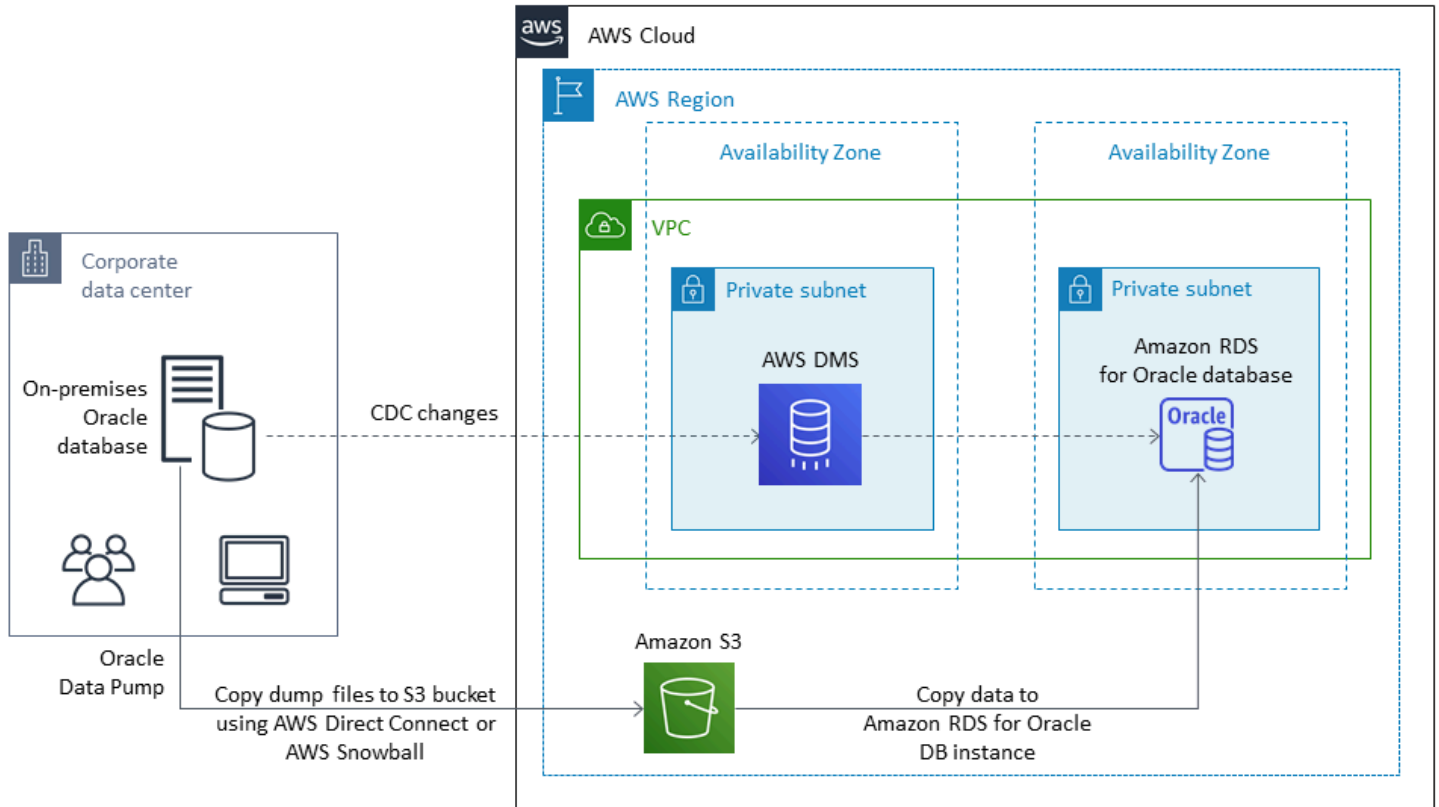 aws
AWS Cloud
AWS Region
Availability Zone
Availability Zone
VPC
Corporate
data center
Private subnet
Private subnet
On-premises
Oracle
database
CDC changes
AWS DMS
Amazon RDS
for Oracle database
Oracle
Oracle
Data Pump
Copy dump files to S3 bucket
using AWS Direct Connect or
AWS Snowball
Amazon S3
Copy data to
Amazon RDS for Oracle
DB instance